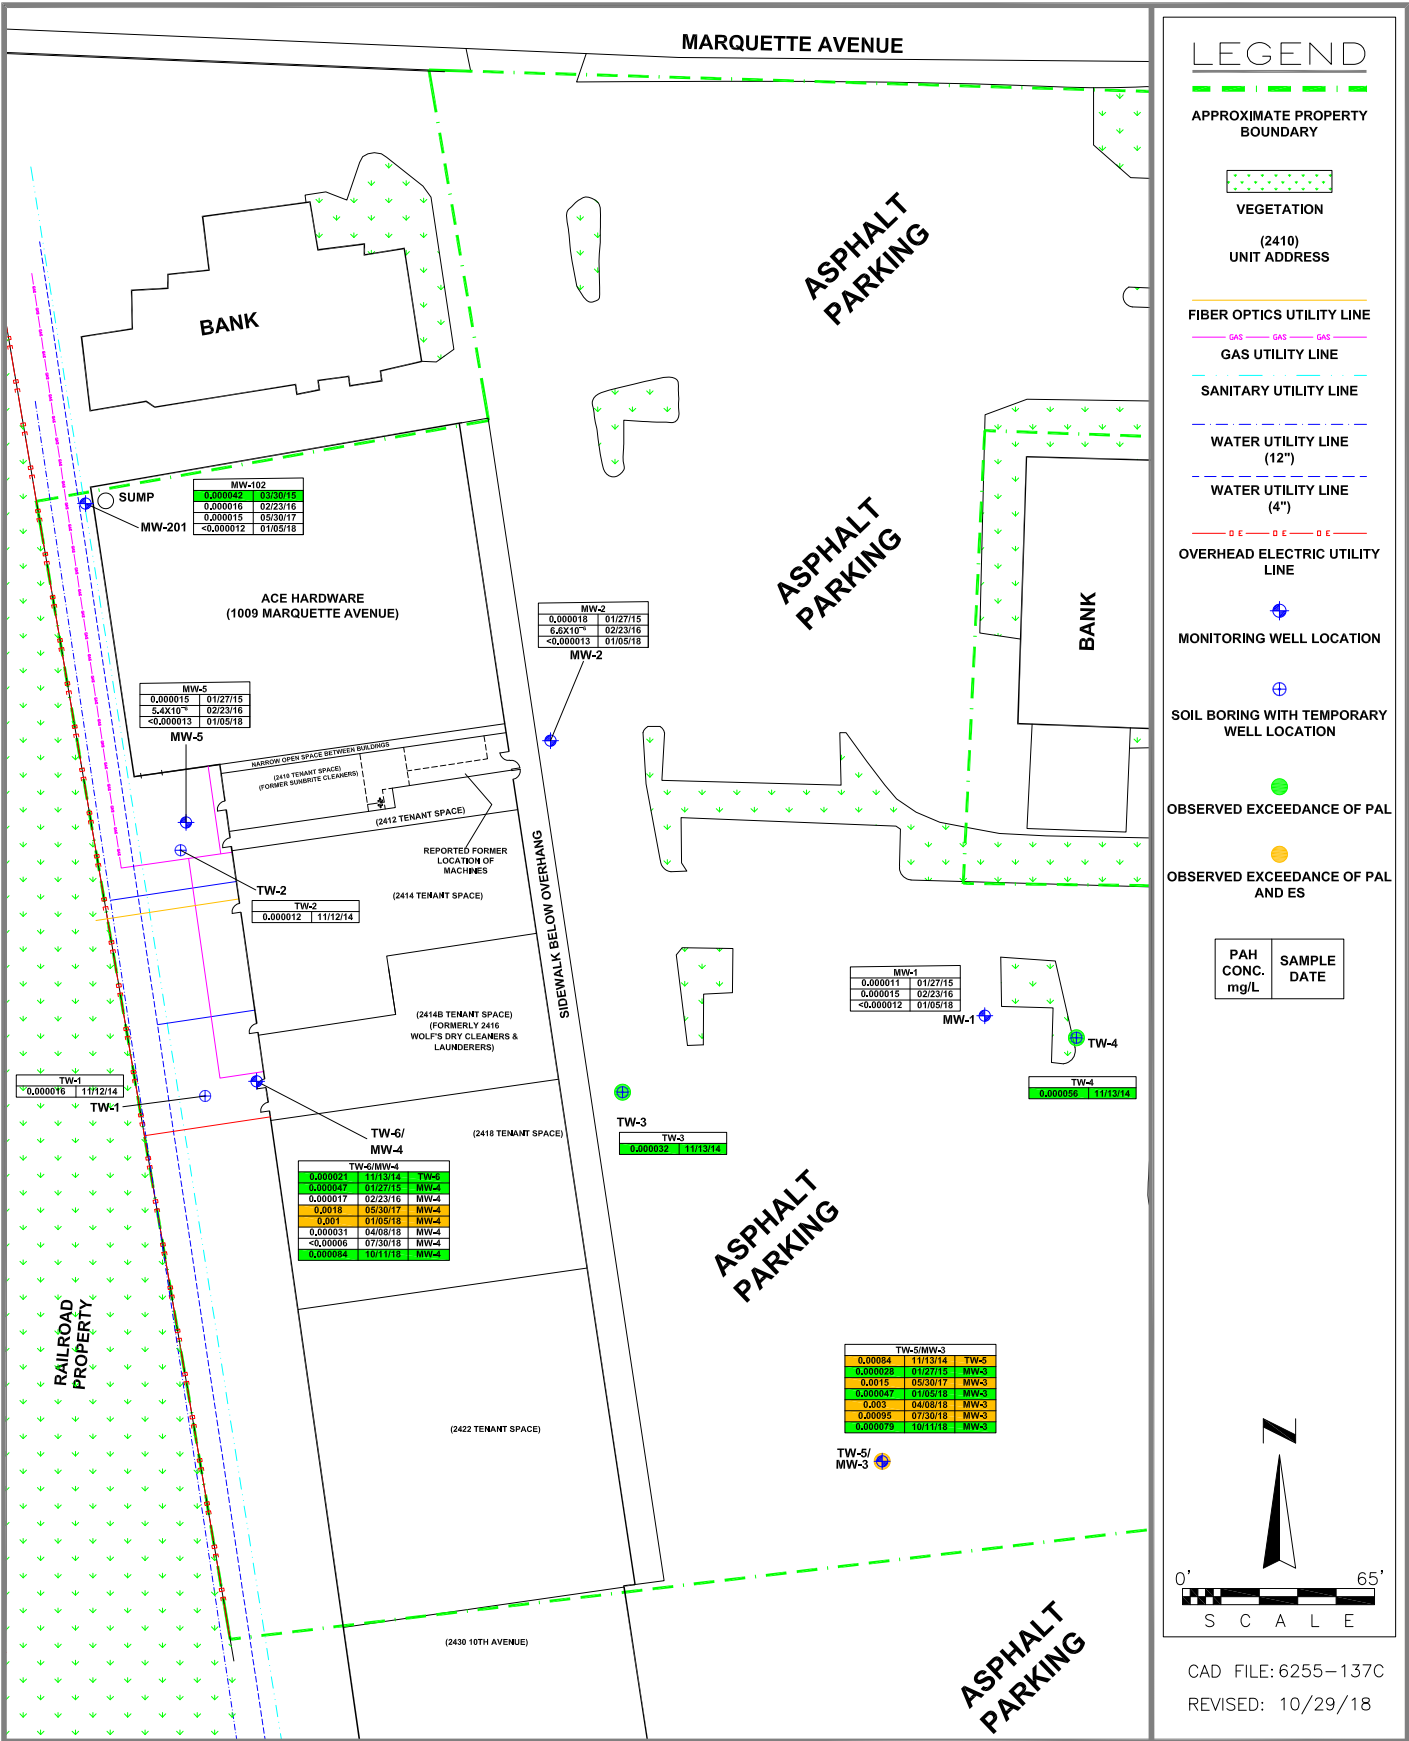 MARQUETTE AVENUE
ASPHALT
PARKING
BANK
SUMP
MW-201
MW-102
0.000042 03/30/15
0.000016 02/23/16
0.000015 05/30/17
<0.000012 01/05/18
ACE HARDWARE
(1009 MARQUETTE AVENUE)
ASPHALT
PARKING
BANK
MW-2
0.000018 01/27/15
6.6X10⁻⁶ 02/23/16
<0.000013 01/05/18
MW-2
MW-5
0.000015 01/27/15
5.4X10⁻⁶ 02/23/16
<0.000013 01/05/18
MW-5
NARROW OPEN SPACE BETWEEN BUILDINGS
(2410 TENANT SPACE)
(FORMER SUNBRITE CLEANERS)
(2412 TENANT SPACE)
REPORTED FORMER
LOCATION OF
MACHINES
SIDEWALK BELOW OVERHANG
TW-2
TW-2
0.000012 11/12/14
(2414 TENANT SPACE)
(2414B TENANT SPACE)
(FORMERLY 2416
WOLF'S DRY CLEANERS &
LAUNDERERS)
MW-1
0.000011 01/27/15
0.000015 02/23/16
<0.000012 01/05/18
MW-1
TW-4
TW-4
0.000056 11/13/14
TW-1
0.000016 11/12/14
TW-1
TW-3
TW-3
0.000032 11/13/14
TW-6/
MW-4
(2418 TENANT SPACE)
TW-6/MW-4
0.000021 11/13/14 TW-6
0.000047 01/27/15 MW-4
0.000017 02/23/16 MW-4
0.0018 05/30/17 MW-4
0.001 01/05/18 MW-4
0.000031 04/08/18 MW-4
<0.00006 07/30/18 MW-4
0.000084 10/11/18 MW-4
ASPHALT
PARKING
RAILROAD
PROPERTY
TW-5/MW-3
0.00084 11/13/14 TW-5
0.000028 01/27/15 MW-3
0.0015 05/30/17 MW-3
0.000047 01/05/18 MW-3
0.003 04/08/18 MW-3
0.00095 07/30/18 MW-3
0.000079 10/11/18 MW-3
TW-5/
MW-3
(2422 TENANT SPACE)
(2430 10TH AVENUE)
ASPHALT
PARKING
LEGEND
APPROXIMATE PROPERTY
BOUNDARY
VEGETATION
(2410)
UNIT ADDRESS
FIBER OPTICS UTILITY LINE
GAS GAS GAS
GAS UTILITY LINE
SANITARY UTILITY LINE
WATER UTILITY LINE
(12")
WATER UTILITY LINE
(4")
OE OE OE
OVERHEAD ELECTRIC UTILITY
LINE
MONITORING WELL LOCATION
SOIL BORING WITH TEMPORARY
WELL LOCATION
OBSERVED EXCEEDANCE OF PAL
OBSERVED EXCEEDANCE OF PAL
AND ES
PAH
CONC.
mg/L
SAMPLE
DATE
N
0' 65'
SCALE
CAD FILE: 6255-137C
REVISED: 10/29/18